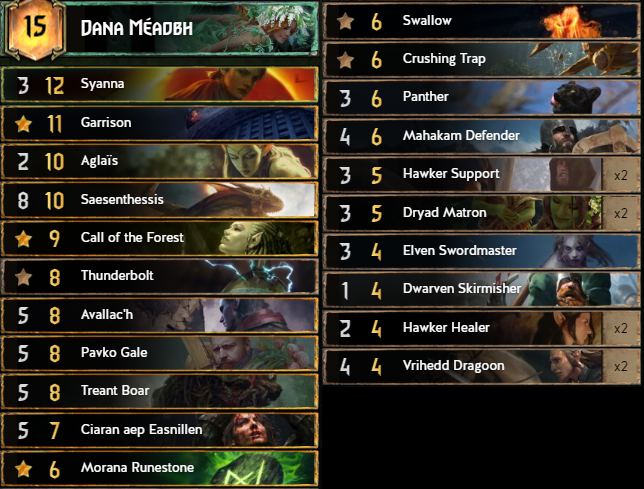 15 DANA MÉADBH
3 12 Syanna
11 Garrison
2 10 Aglaïs
8 10 Saesenthessis
9 Call of the Forest
8 Thunderbolt
5 8 Avallac'h
5 8 Pavko Gale
5 8 Treant Boar
5 7 Ciaran aep Easnillen
6 Morana Runestone
6 Swallow
6 Crushing Trap
3 6 Panther
4 6 Mahakam Defender
3 5 Hawker Support x2
3 5 Dryad Matron x2
3 4 Elven Swordmaster
1 4 Dwarven Skirmisher
2 4 Hawker Healer x2
4 4 Vrihedd Dragoon x2